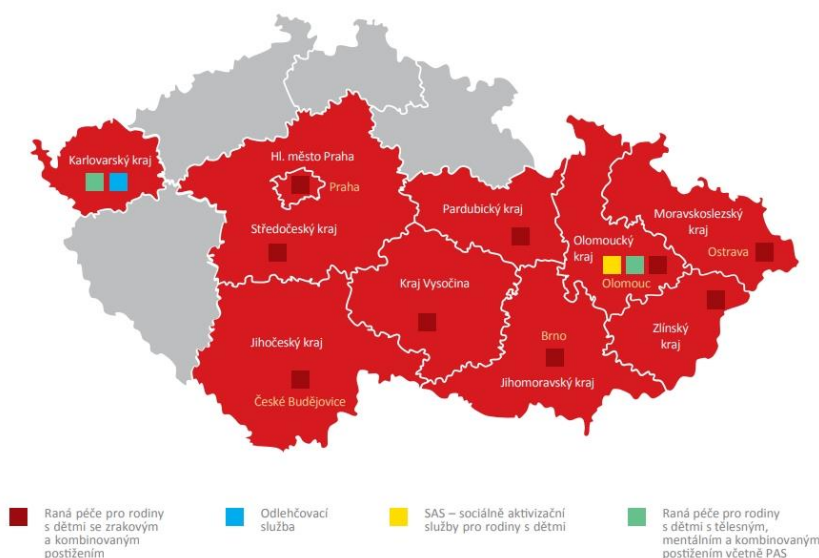 Karlovarský kraj
Hl. město Praha
Praha
Středočeský kraj
Pardubický kraj
Moravskoslezský
kraj
Olomoucký
kraj
Ostrava
Olomouc
Kraj Vysočina
Zlínský
kraj
Brno
Jihočeský kraj
Jihomoravský kraj
České Budějovice
Raná péče pro rodiny
s dětmi se zrakovým
a kombinovaným
postižením
Odlehčovací
služba
SAS – sociálně aktivizační
služby pro rodiny s dětmi
Raná péče pro rodiny
s dětmi s tělesným,
mentálním a kombinovaným
postižením včetně PAS